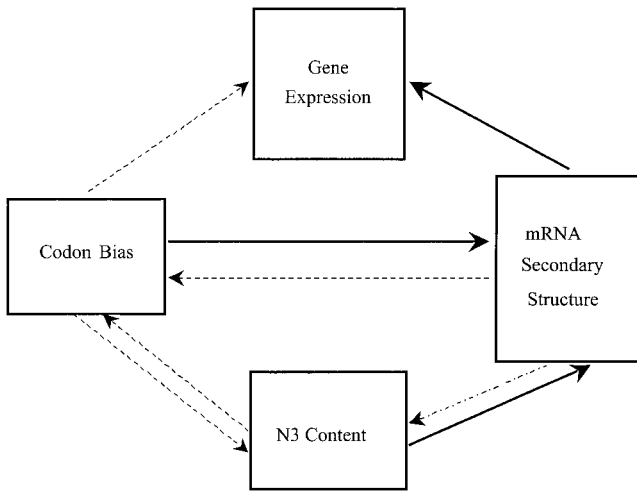 Gene
Expression
Codon Bias
mRNA
Secondary
Structure
N3 Content